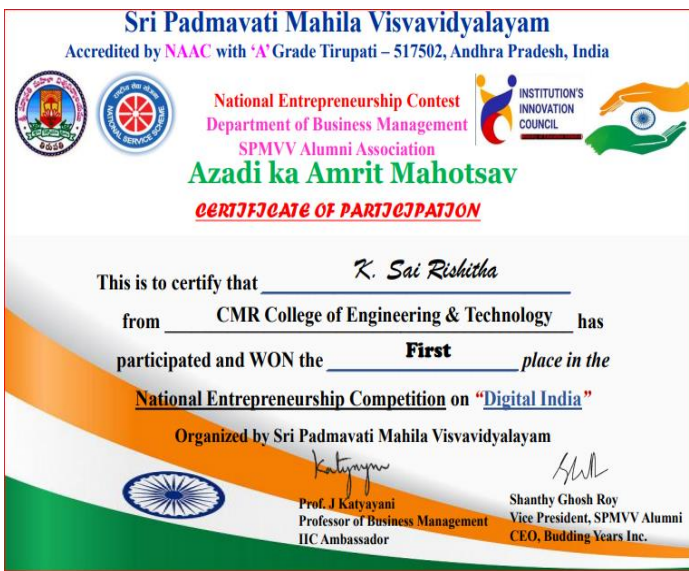 Sri Padmavati Mahila Visvavidyalayam
Accredited by NAAC with ‘A’ Grade Tirupati – 517502, Andhra Pradesh, India
National Entrepreneurship Contest
Department of Business Management
SPMVV Alumni Association
NATIONAL SERVICE SCHEME
INSTITUTION'S
INNOVATION
COUNCIL
Azadi ka Amrit Mahotsav
CERTIFICATE OF PARTICIPATION
This is to certify that K. Sai Rishitha
from CMR College of Engineering & Technology has
participated and WON the First place in the
National Entrepreneurship Competition on “Digital India”
Organized by Sri Padmavati Mahila Visvavidyalayam
Prof. J Katyayani
Professor of Business Management
IIC Ambassador
Shanthy Ghosh Roy
Vice President, SPMVV Alumni
CEO, Budding Years Inc.